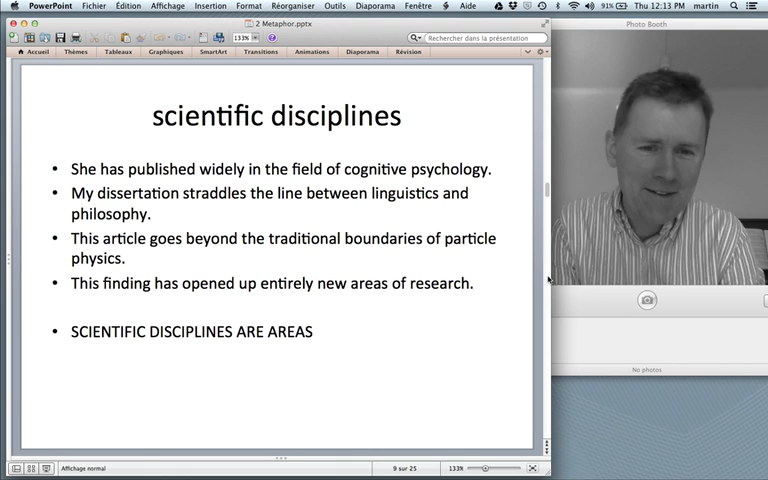 PowerPoint Fichier Édition Affichage Insertion Format Réorganiser Outils Diaporama Fenêtre Aide 91% Thu 12:13 PM martin
2 Metaphor.pptx
133% Rechercher dans la présentation
Accueil Thèmes Tableaux Graphiques SmartArt Transitions Animations Diaporama Révision
Photo Booth
scientific disciplines
• She has published widely in the field of cognitive psychology.
• My dissertation straddles the line between linguistics and
philosophy.
• This article goes beyond the traditional boundaries of particle
physics.
• This finding has opened up entirely new areas of research.
• SCIENTIFIC DISCIPLINES ARE AREAS
No photos
Affichage normal 9 sur 25 133%